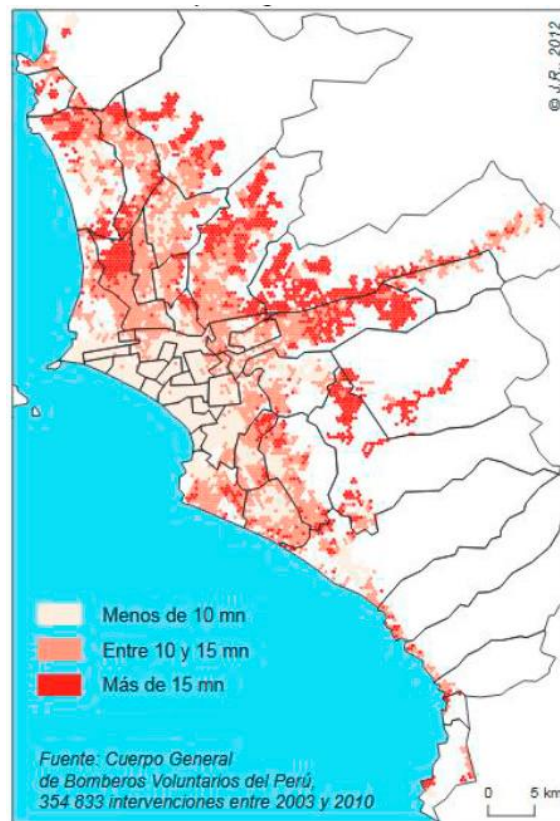 © J.R., 2012
Menos de 10 mn
Entre 10 y 15 mn
Más de 15 mn
Fuente: Cuerpo General
de Bomberos Voluntarios del Perú,
354 833 intervenciones entre 2003 y 2010
0 5 km